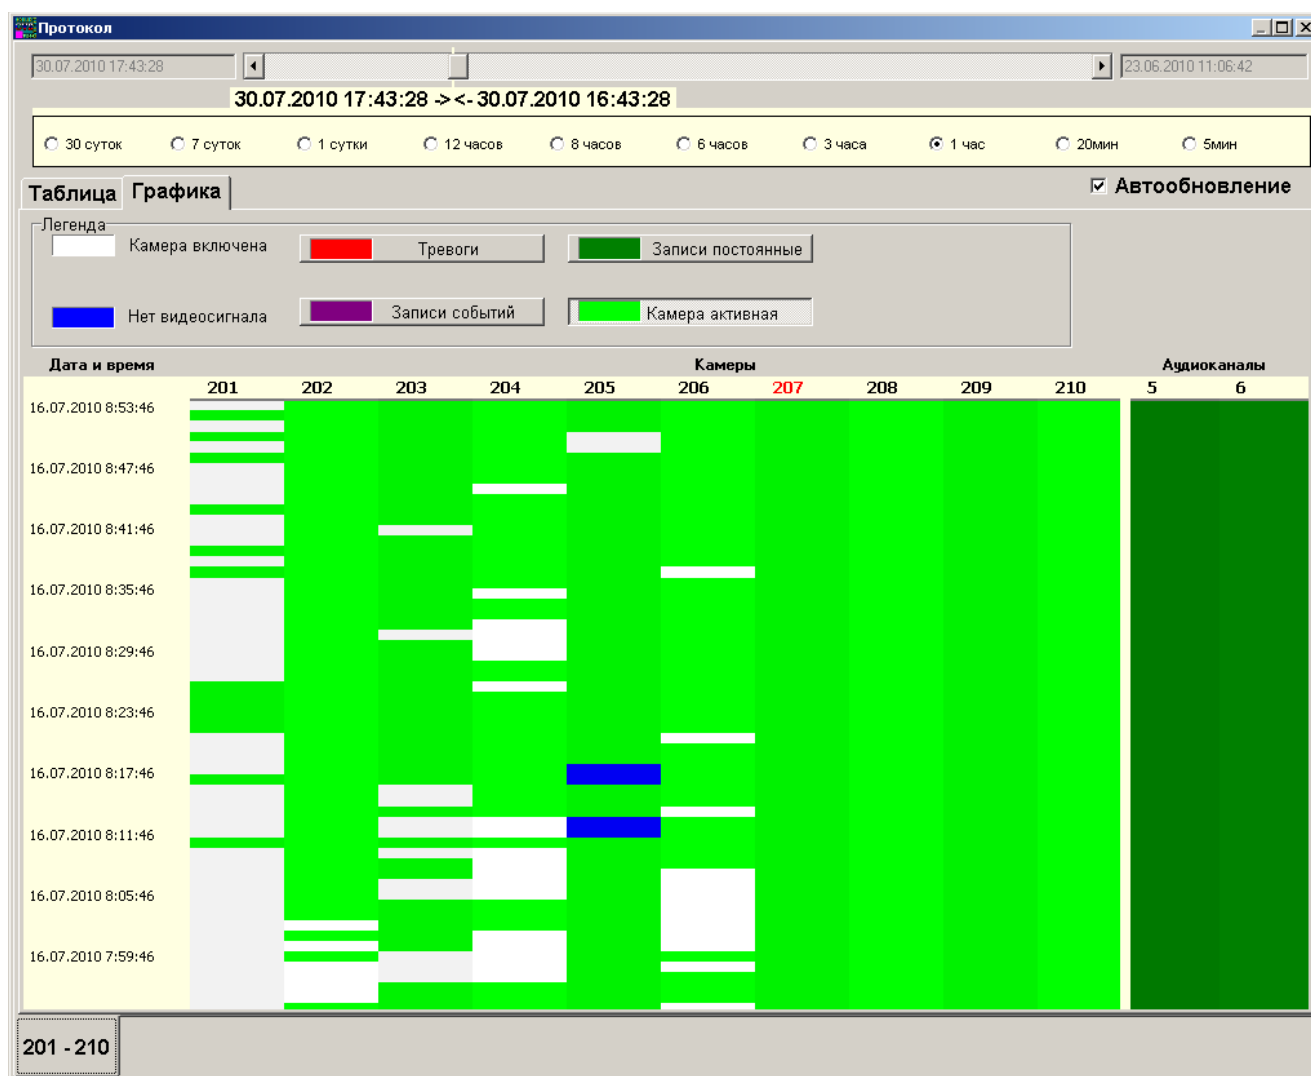 Протокол
30.07.2010 17:43:28
23.06.2010 11:06:42
30.07.2010 17:43:28 -> <- 30.07.2010 16:43:28
30 суток 7 суток 1 сутки 12 часов 8 часов 6 часов 3 часа 1 час 20мин 5мин
Таблица Графика Автообновление
Легенда
Камера включена Тревоги Записи постоянные
Нет видеосигнала Записи событий Камера активная
Дата и время Камеры Аудиоканалы
201 202 203 204 205 206 207 208 209 210 5 6
16.07.2010 8:53:46
16.07.2010 8:47:46
16.07.2010 8:41:46
16.07.2010 8:35:46
16.07.2010 8:29:46
16.07.2010 8:23:46
16.07.2010 8:17:46
16.07.2010 8:11:46
16.07.2010 8:05:46
16.07.2010 7:59:46
201 - 210